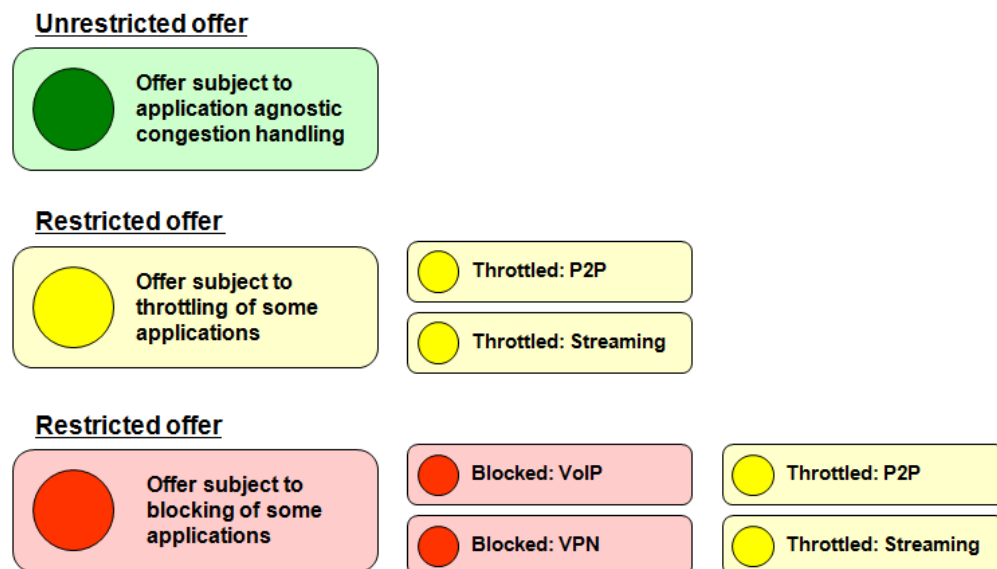 Unrestricted offer
Offer subject to
application agnostic
congestion handling
Restricted offer
Offer subject to
throttling of some
applications
Throttled: P2P
Throttled: Streaming
Restricted offer
Offer subject to
blocking of some
applications
Blocked: VoIP
Blocked: VPN
Throttled: P2P
Throttled: Streaming